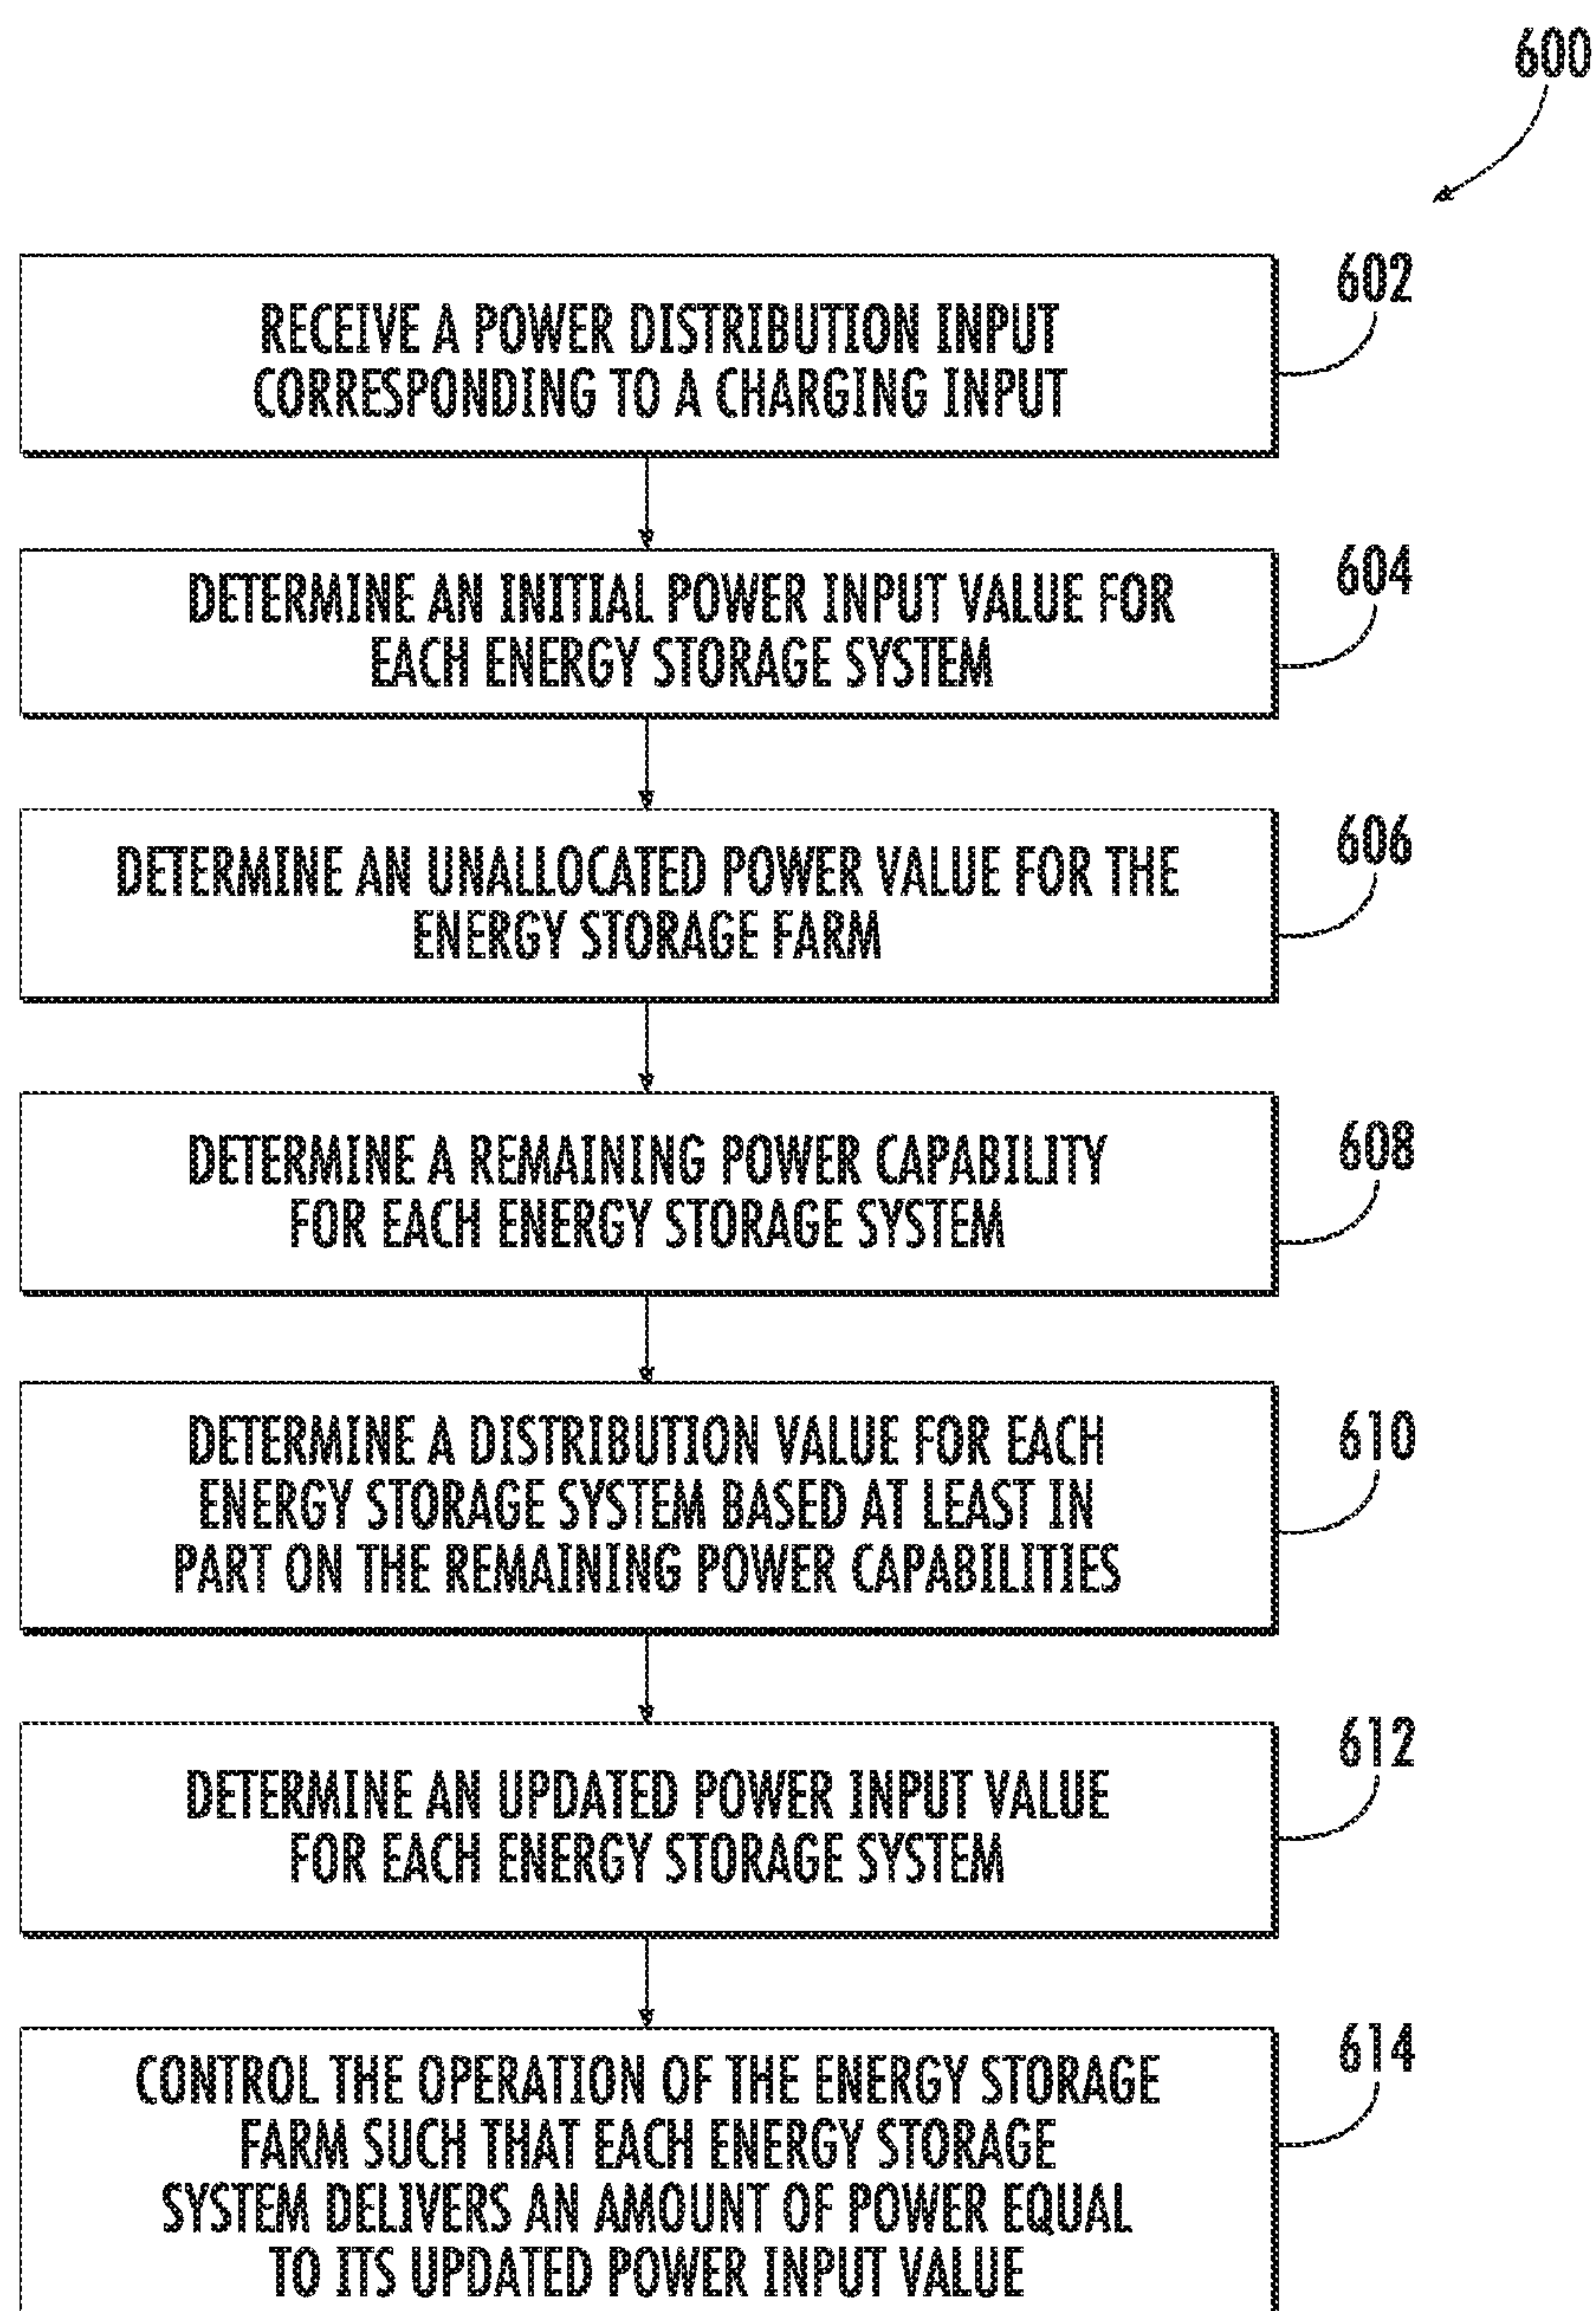 600
602
RECEIVE A POWER DISTRIBUTION INPUT
CORRESPONDING TO A CHARGING INPUT
604
DETERMINE AN INITIAL POWER INPUT VALUE FOR
EACH ENERGY STORAGE SYSTEM
606
DETERMINE AN UNALLOCATED POWER VALUE FOR THE
ENERGY STORAGE FARM
608
DETERMINE A REMAINING POWER CAPABILITY
FOR EACH ENERGY STORAGE SYSTEM
610
DETERMINE A DISTRIBUTION VALUE FOR EACH
ENERGY STORAGE SYSTEM BASED AT LEAST IN
PART ON THE REMAINING POWER CAPABILITIES
612
DETERMINE AN UPDATED POWER INPUT VALUE
FOR EACH ENERGY STORAGE SYSTEM
614
CONTROL THE OPERATION OF THE ENERGY STORAGE
FARM SUCH THAT EACH ENERGY STORAGE
SYSTEM DELIVERS AN AMOUNT OF POWER EQUAL
TO ITS UPDATED POWER INPUT VALUE